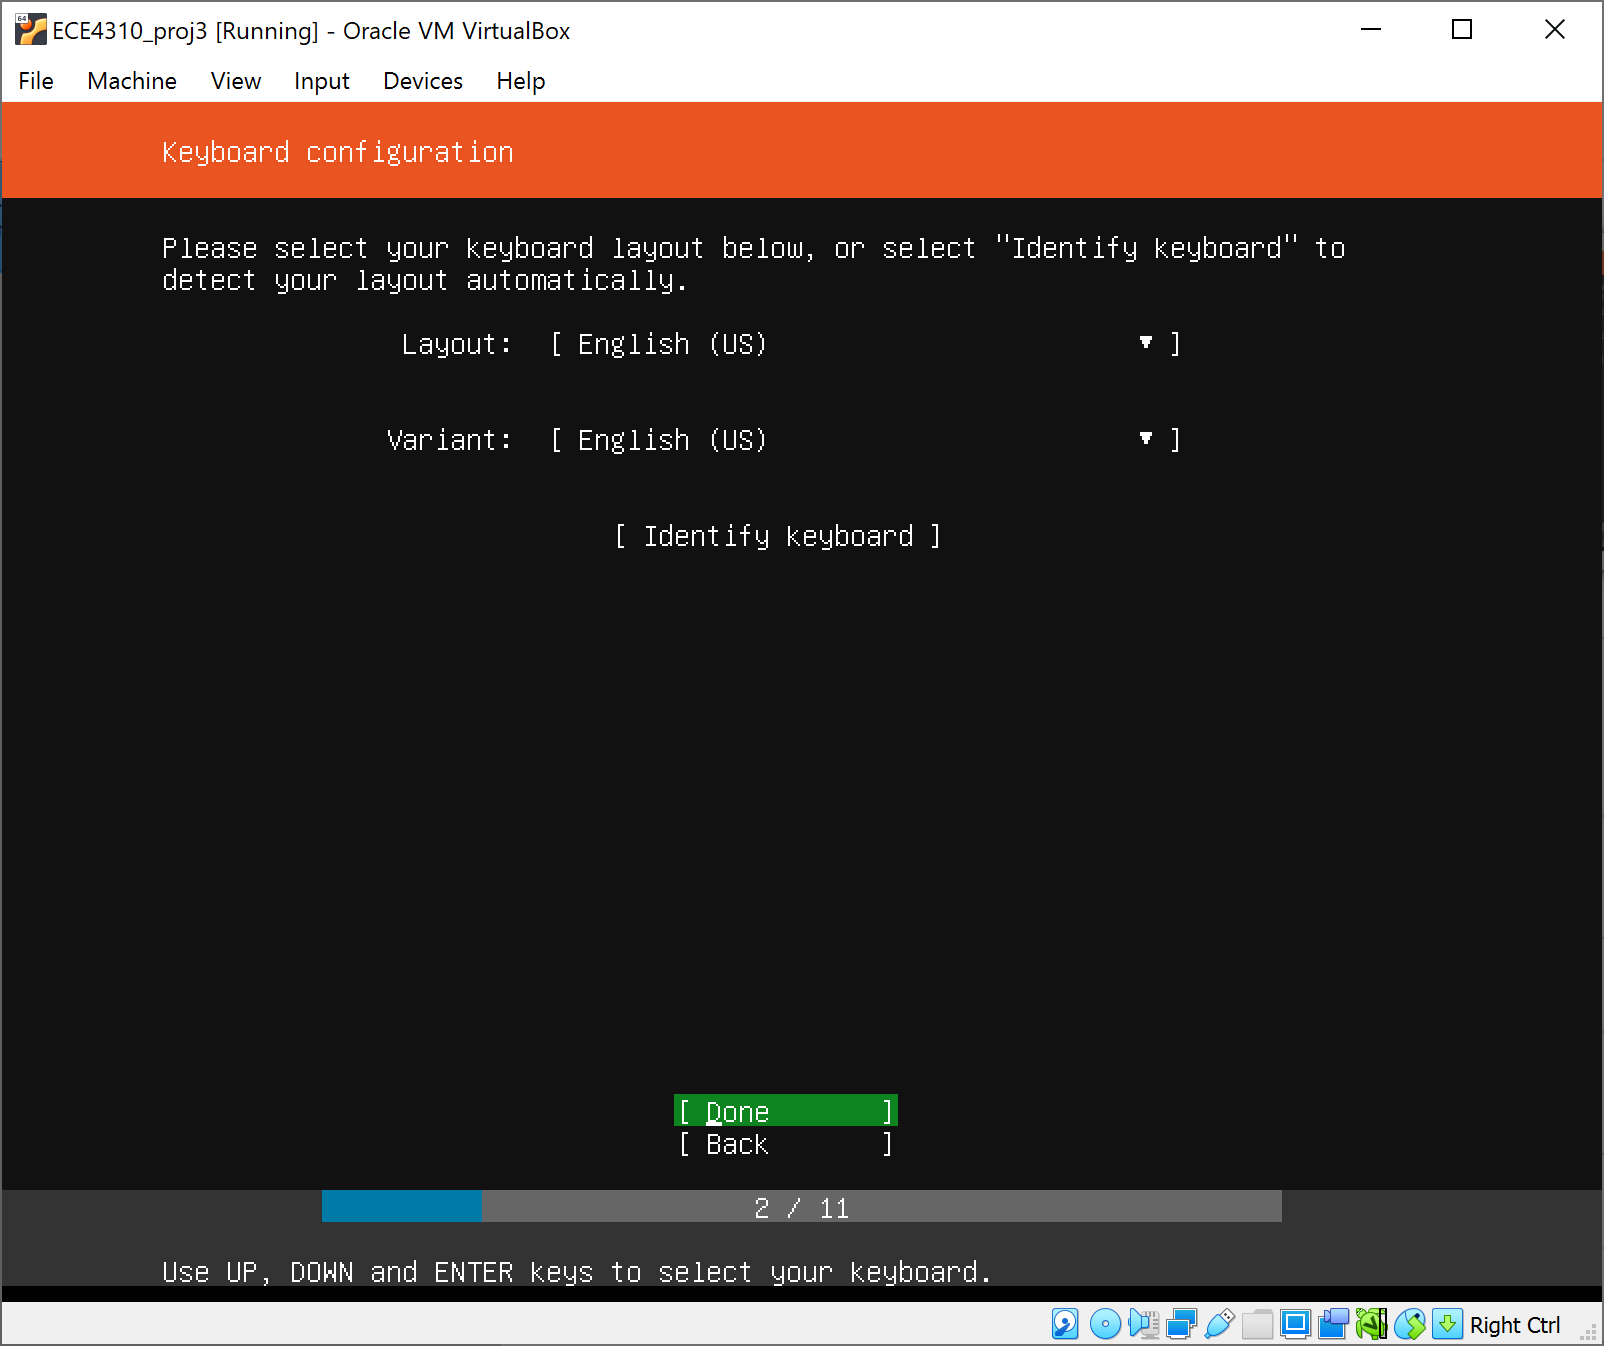 64
ECE4310_proj3 [Running] - Oracle VM VirtualBox
File Machine View Input Devices Help
Keyboard configuration
Please select your keyboard layout below, or select "Identify keyboard" to
detect your layout automatically.
Layout: [ English (US) ▼ ]
Variant: [ English (US) ▼ ]
[ Identify keyboard ]
[ Done ]
[ Back ]
2 / 11
Use UP, DOWN and ENTER keys to select your keyboard.
Right Ctrl